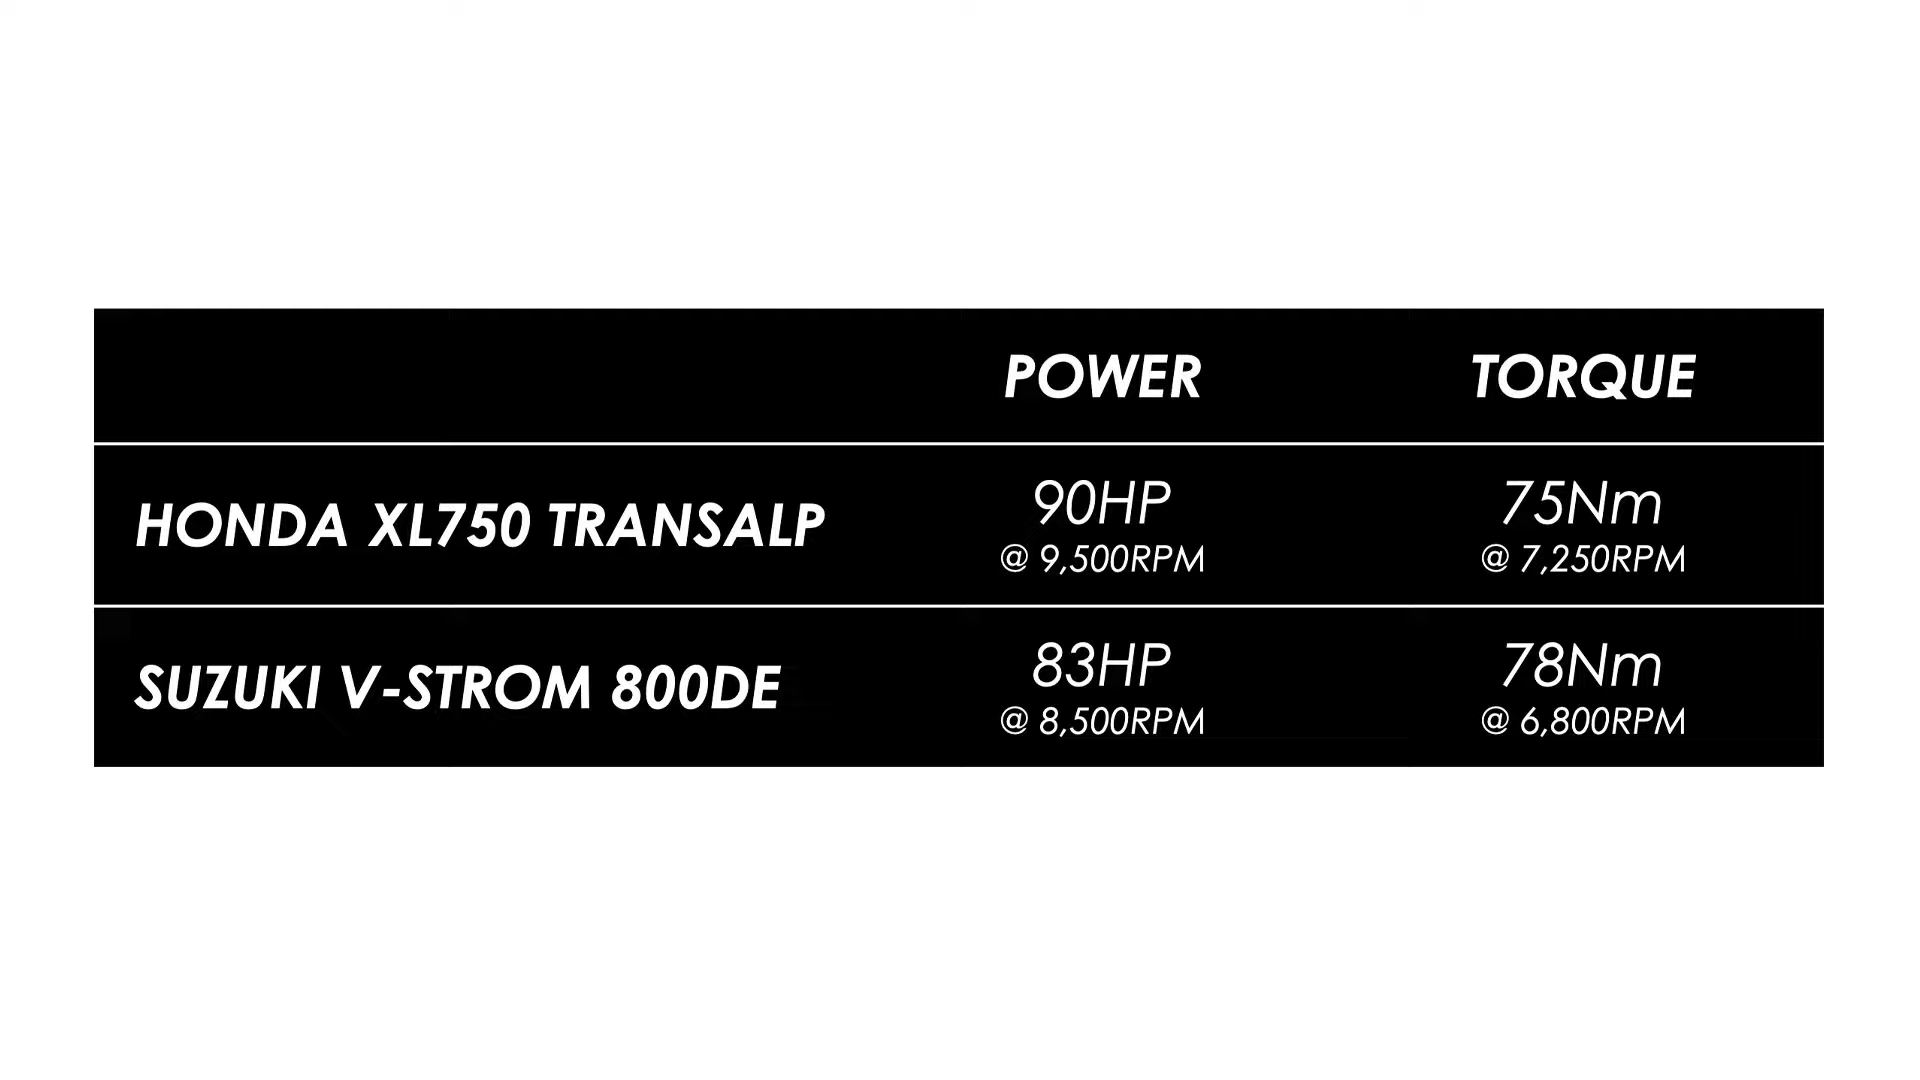 POWER TORQUE
HONDA XL750 TRANSALP 90HP 75Nm
@ 9,500RPM @ 7,250RPM
SUZUKI V-STROM 800DE 83HP 78Nm
@ 8,500RPM @ 6,800RPM